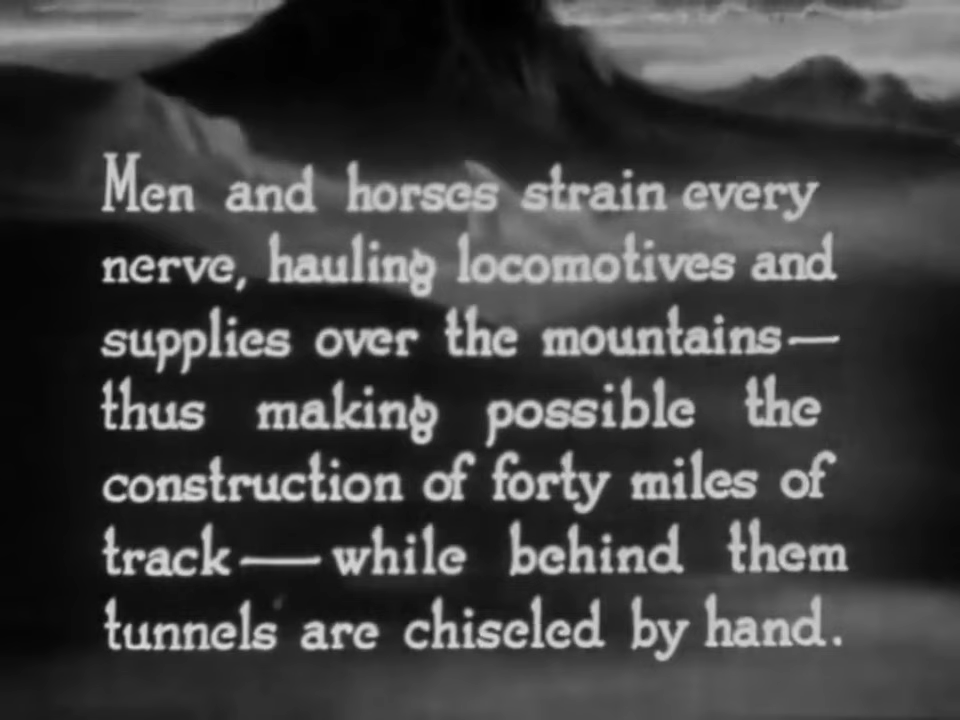 Men and horses strain every
nerve, hauling locomotives and
supplies over the mountains—
thus making possible the
construction of forty miles of
track—while behind them
tunnels are chiseled by hand.